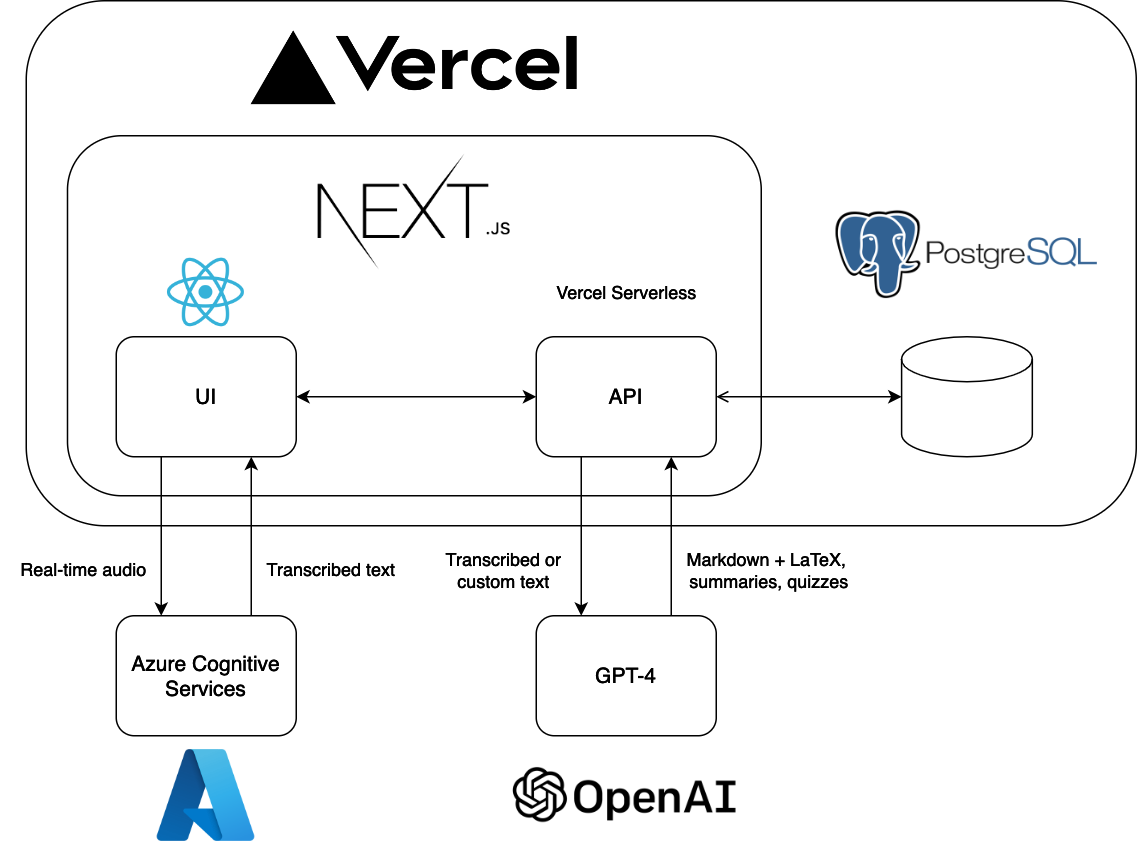 Vercel
NEXT.JS
PostgreSQL
Vercel Serverless
UI
API
Real-time audio
Transcribed text
Transcribed or
custom text
Markdown + LaTeX,
summaries, quizzes
Azure Cognitive
Services
GPT-4
OpenAI